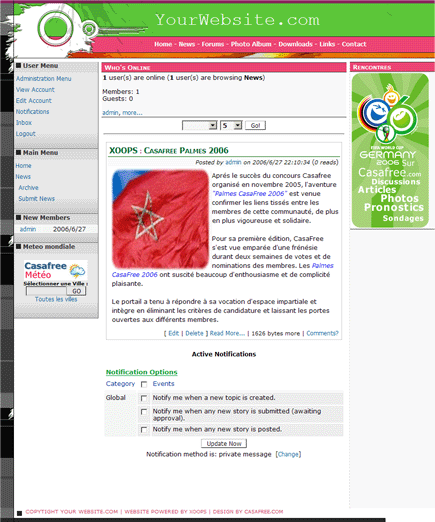 YourWebsite.com
Home - News - Forums - Photo Album - Downloads - Links - Contact
User Menu
Adminstration Menu
View Account
Edit Account
Notifications
Inbox
Logout
Main Menu
Home
News
Archive
Submit News
New Members
admin 2006/6/27
Meteo mondiale
Casafree
Météo
Sélectionner une Ville :
GO
Toutes les villes
Who's Online
1 user(s) are online (1 user(s) are browsing News)
Members: 1
Guests: 0
admin, more...
5 Go!
XOOPS : Casafree Palmes 2006
Posted by admin on 2006/6/27 22:10:34 (0 reads)
Aprés le succés du concours Casafree
organisé en novembre 2005, l'aventure
"Palmes Casafree 2006" est venue
confirmer les liens tissés entre les
membres de cette communauté, de plus
en plus vigoureuse et solidaire.
Pour sa première édition, CasaFree
s'est vue emparée d'une frénésie
durant deux semaines de votes et de
nominations des membres. Les Palmes
CasaFree 2006 ont suscité beaucoup d'enthousiasme et de complicité
plaisante.
Le portail a tenu à répondre à sa vocation d'espace impartiale et
intègre en éliminant les critères de candidature et laissant les portes
ouvertes aux différents membres.
[ Edit | Delete ] Read More... | 1626 bytes more | Comments?
Active Notifications
Notification Options
Category Events
Global Notify me when a new topic is created.
Notify me when any new story is submitted (awaiting
approval).
Notify me when any new story is posted.
Update Now
Notification method is: private message [Change]
Rencontres
FIFA WORLD CUP
GERMANY
2006 Sur
Casafree.com
Discussions
Articles
Photos
Pronostics
Sondages
COPYTIGHT YOUR WEBSITE.COM | WEBSITE POWERED BY XOOPS | DESIGN BY CASAFREE.COM